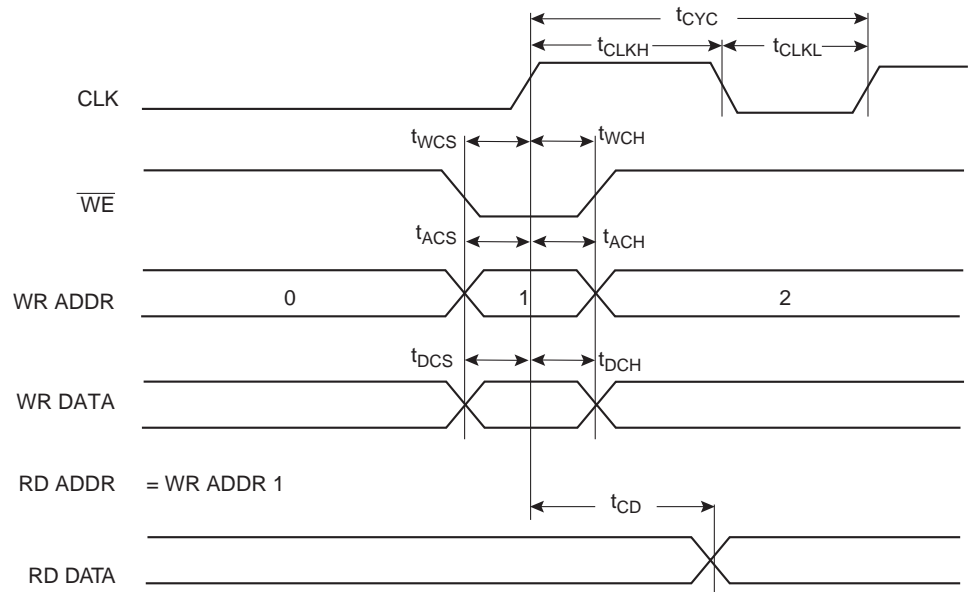 tCYC
tCLKH tCLKL
CLK
tWCS tWCH
WE
tACS tACH
WR ADDR 0 1 2
tDCS tDCH
WR DATA
RD ADDR = WR ADDR 1
tCD
RD DATA